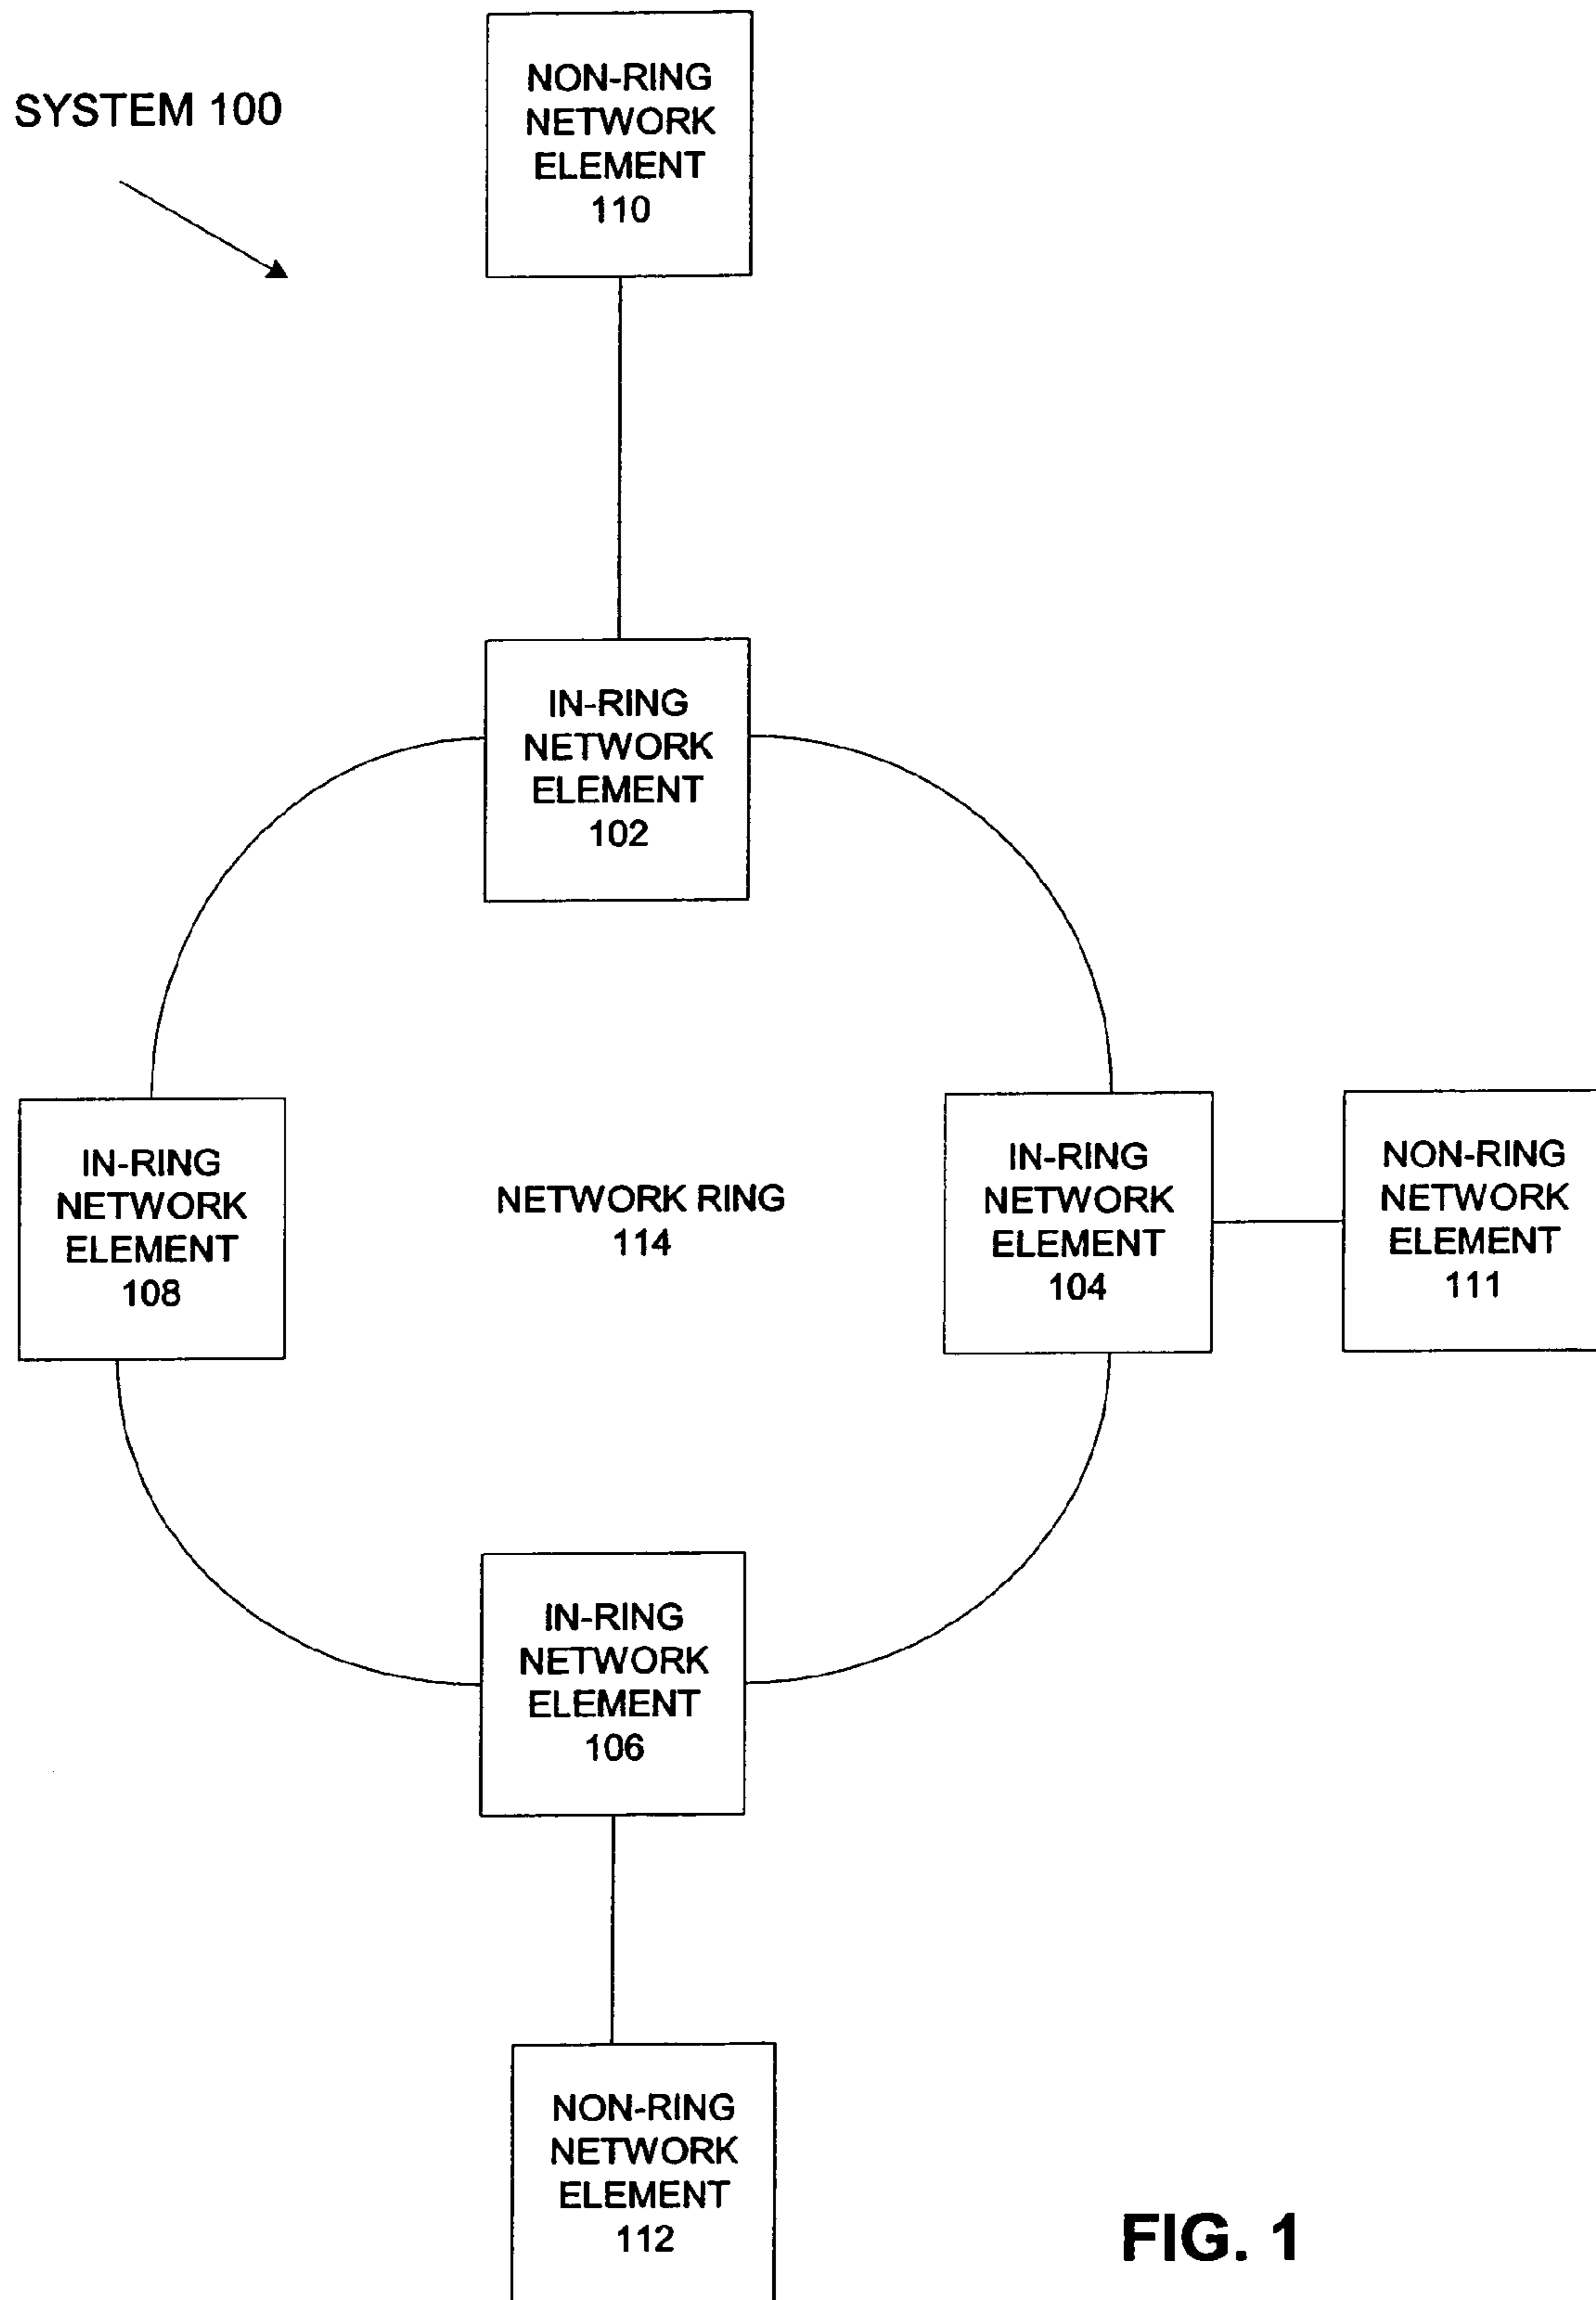 SYSTEM 100
NON-RING
NETWORK
ELEMENT
110
IN-RING
NETWORK
ELEMENT
102
IN-RING
NETWORK
ELEMENT
108
NETWORK RING
114
IN-RING
NETWORK
ELEMENT
104
NON-RING
NETWORK
ELEMENT
111
IN-RING
NETWORK
ELEMENT
106
NON-RING
NETWORK
ELEMENT
112
FIG. 1